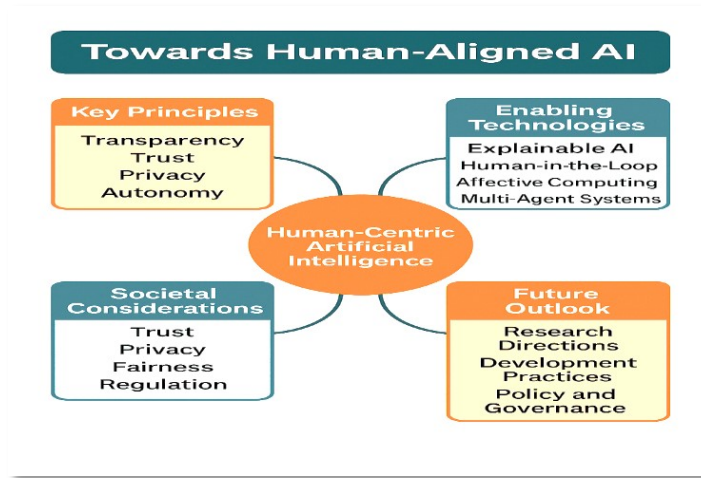 Towards Human-Aligned AI
Key Principles
Transparency
Trust
Privacy
Autonomy
Enabling
Technologies
Explainable AI
Human-in-the-Loop
Affective Computing
Multi-Agent Systems
Human-Centric
Artificial
Intelligence
Societal
Considerations
Trust
Privacy
Fairness
Regulation
Future
Outlook
Research
Directions
Development
Practices
Policy and
Governance